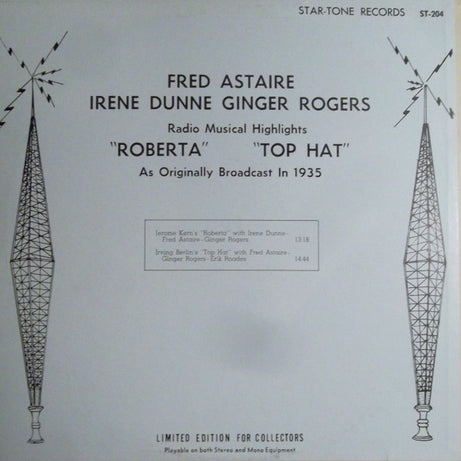 STAR-TONE RECORDS ST-204
FRED ASTAIRE
IRENE DUNNE GINGER ROGERS
Radio Musical Highlights
"ROBERTA" "TOP HAT"
As Originally Broadcast In 1935
Jerome Kern's "Roberta" with Irene Dunne-
Fred Astaire-Ginger Rogers 13:18
Irving Berlin's "Top Hat" with Fred Astaire-
Ginger Rogers-Erik Roades 14:44
LIMITED EDITION FOR COLLECTORS
Playable on both Stereo and Mono Equipment